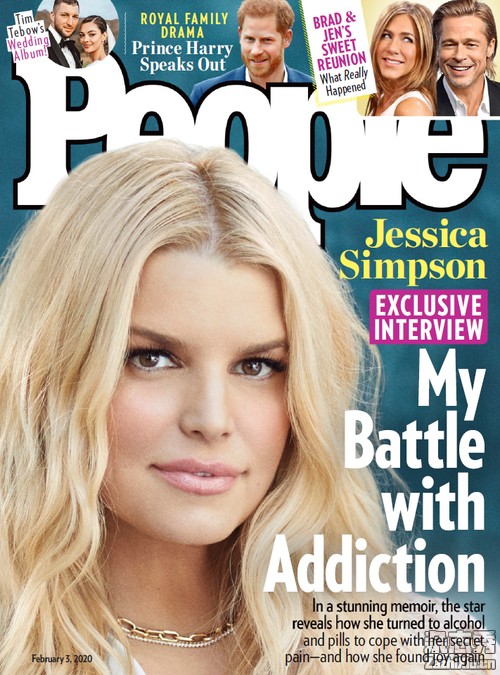 Tim
Tebow's
Wedding
Album!
ROYAL FAMILY
DRAMA
Prince Harry
Speaks Out
BRAD &
JEN'S
SWEET
REUNION
What Really
Happened
People
Jessica
Simpson
EXCLUSIVE
INTERVIEW
My
Battle
with
Addiction
In a stunning memoir, the star
reveals how she turned to alcohol
and pills to cope with her secret
pain—and how she found joy again
February 3, 2020